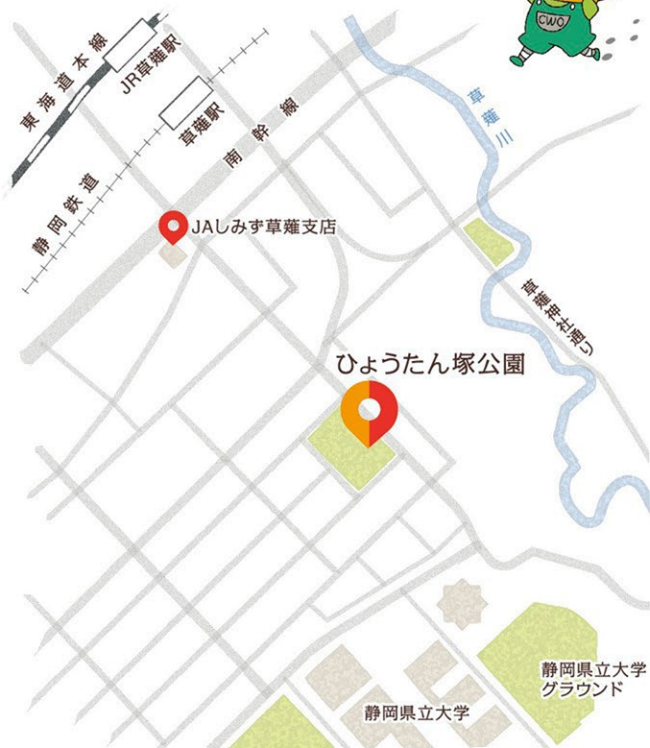 CWO
東海道本線
JR草薙駅
草薙駅
南幹線
草薙川
静岡鉄道
JAしみず草薙支店
草薙神社通り
ひょうたん塚公園
静岡県立大学
グラウンド
静岡県立大学